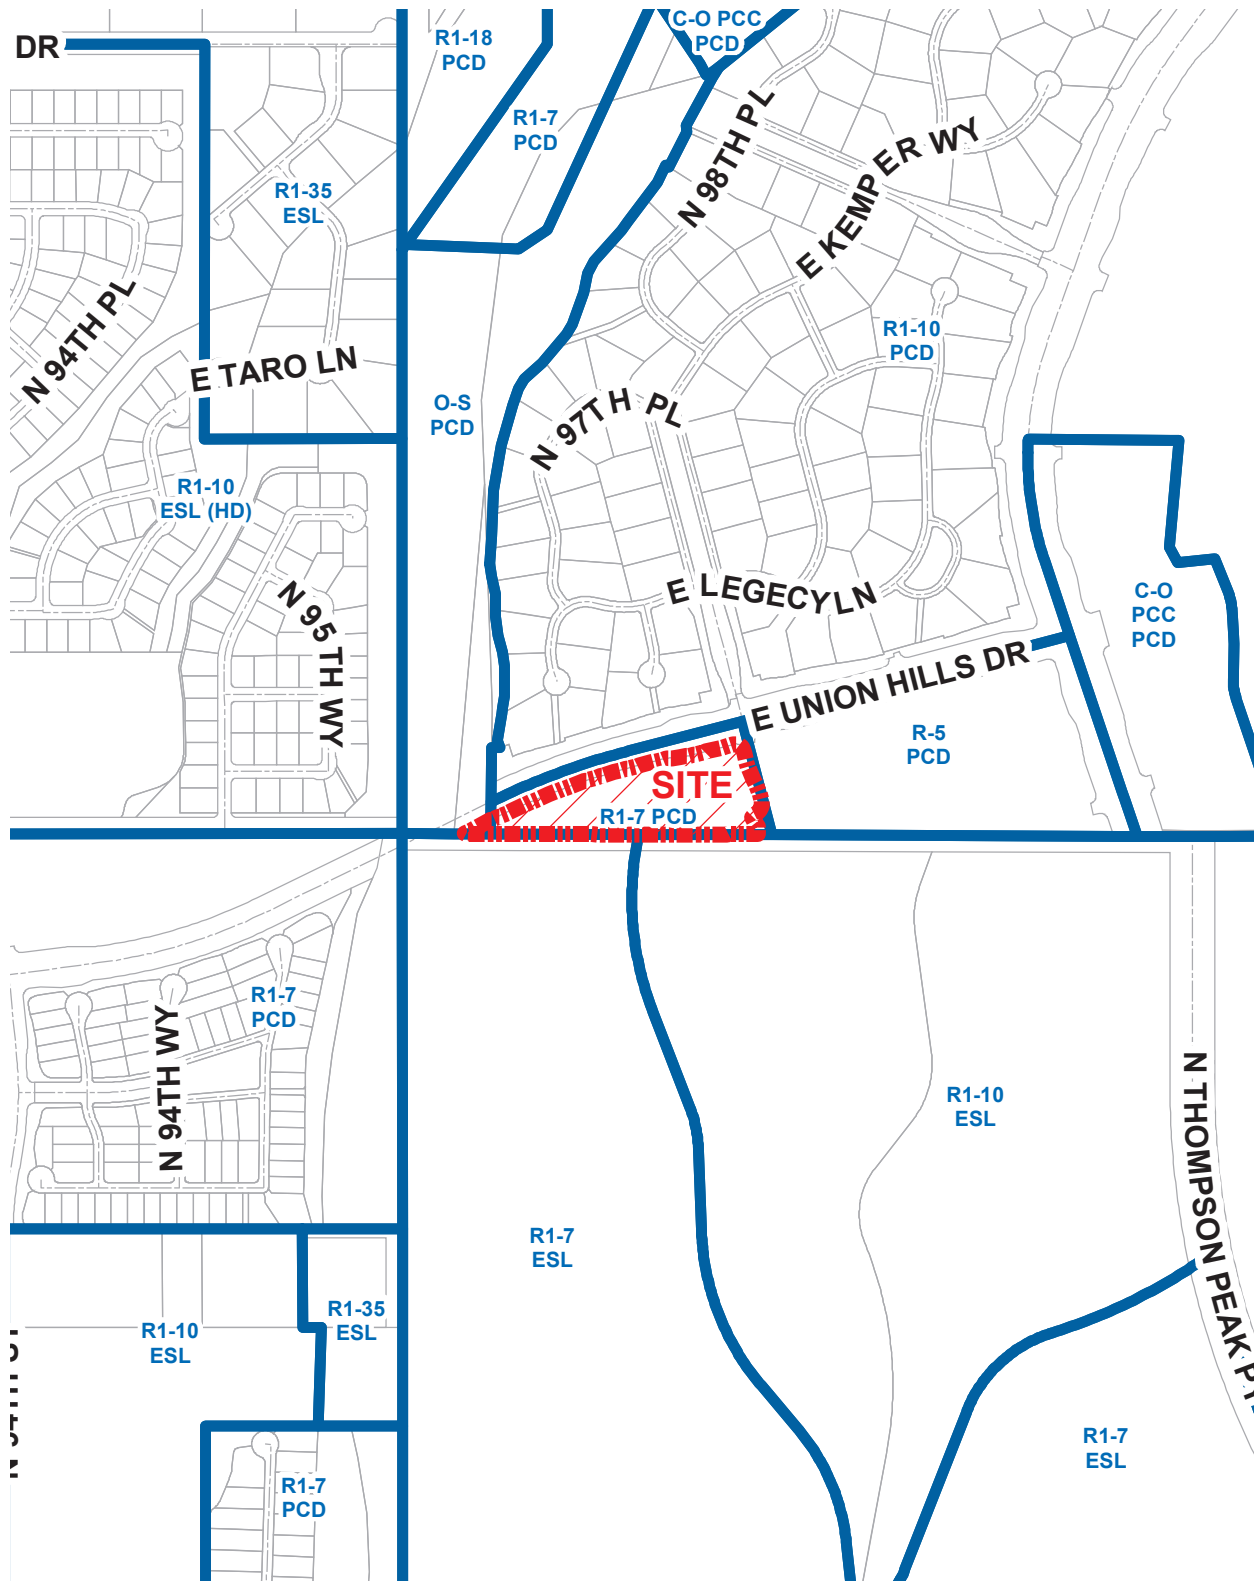 DR
R1-18
PCD
C-O PCC
PCD
R1-7
PCD
R1-35
ESL
N 98TH PL
E KEMPER WY
N 94TH PL
E TARO LN
R1-10
PCD
O-S
PCD
N 97TH PL
R1-10
ESL (HD)
N 95TH WY
E LEGECY LN
C-O
PCC
PCD
E UNION HILLS DR
R-5
PCD
SITE
R1-7 PCD
R1-7
PCD
N 94TH WY
R1-10
ESL
N THOMPSON PEAK PY
R1-7
ESL
R1-35
ESL
R1-10
ESL
R1-7
ESL
R1-7
PCD